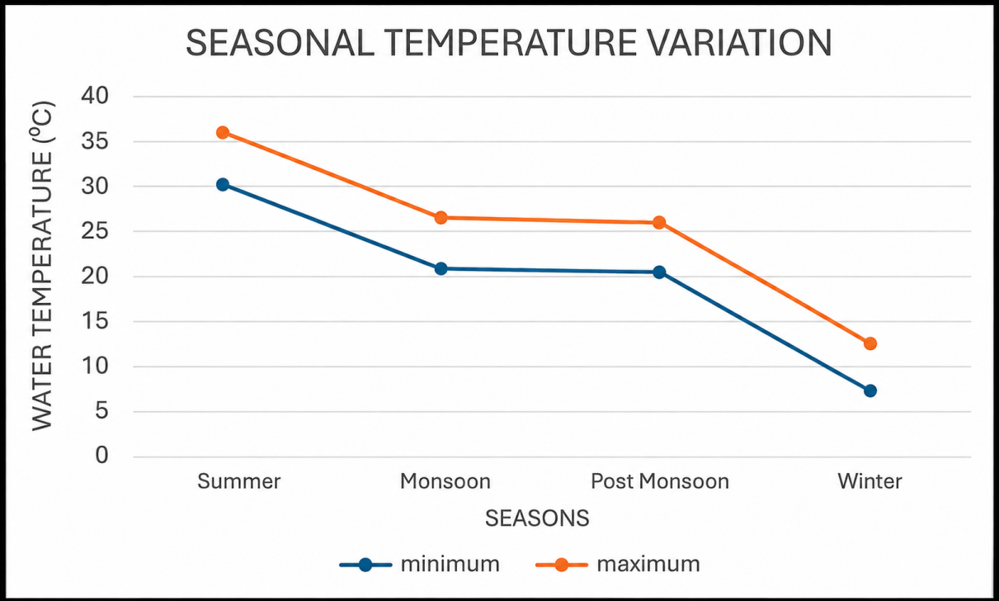 SEASONAL TEMPERATURE VARIATION
WATER TEMPERATURE (⁰C)
40
35
30
25
20
15
10
5
0
Summer Monsoon Post Monsoon Winter
SEASONS
minimum maximum